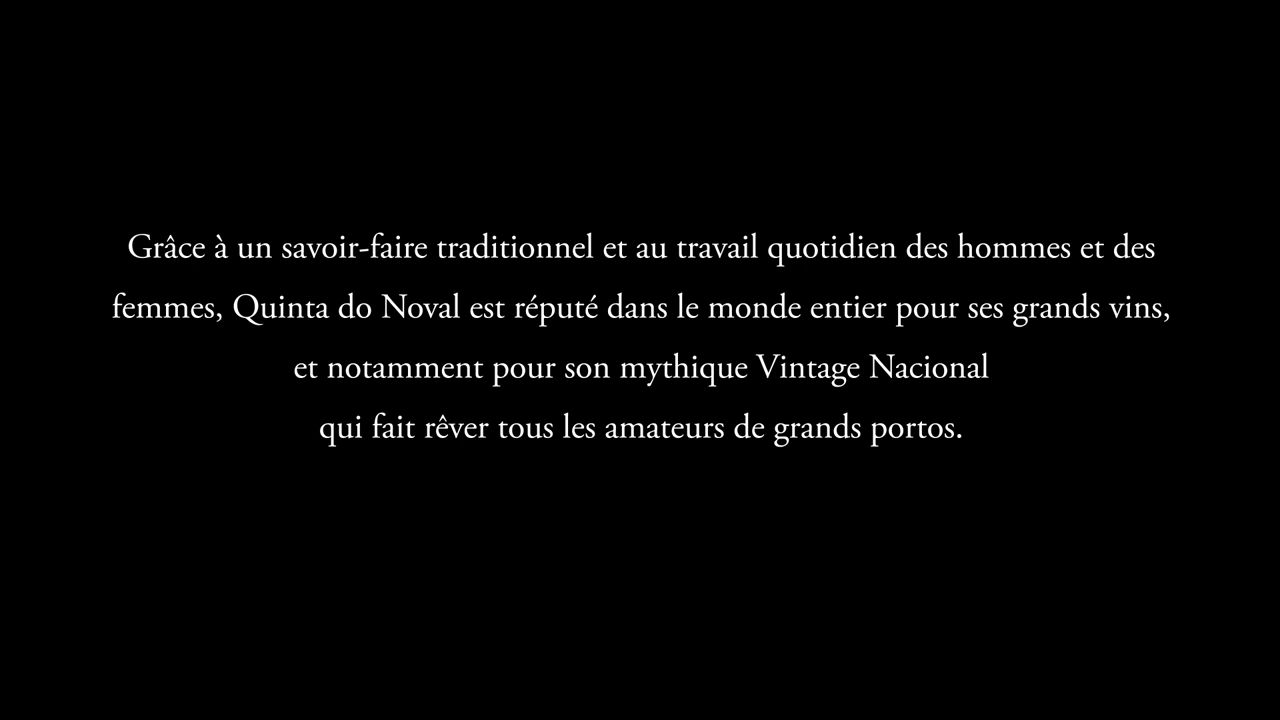 Grâce à un savoir-faire traditionnel et au travail quotidien des hommes et des
femmes, Quinta do Noval est réputé dans le monde entier pour ses grands vins,
et notamment pour son mythique Vintage Nacional
qui fait rêver tous les amateurs de grands portos.